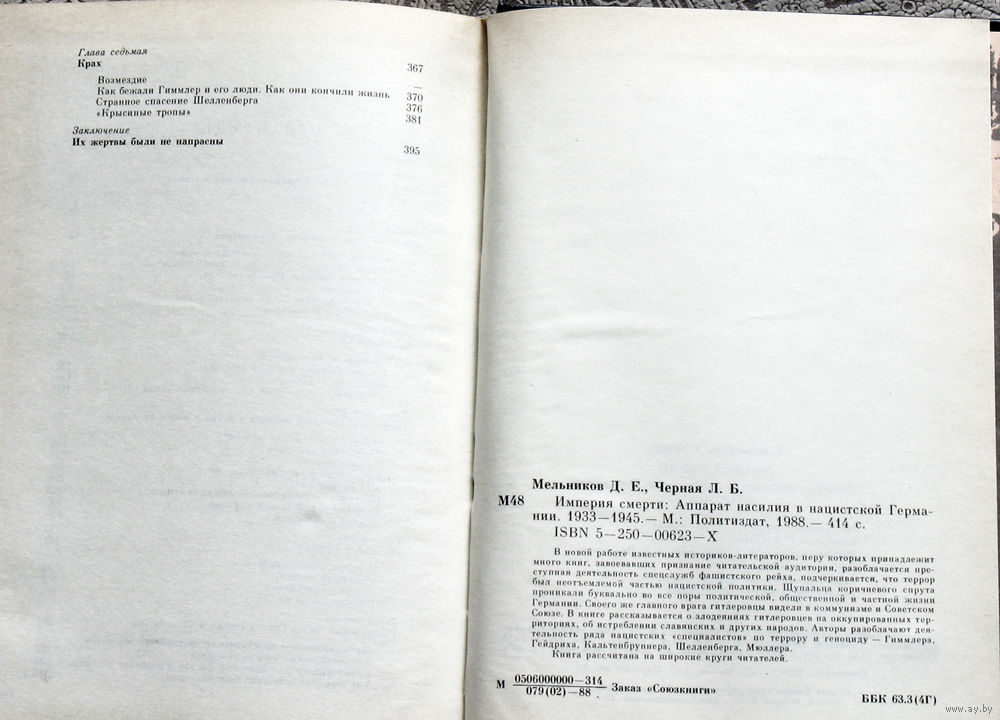 Глава седьмая
Крах 367
Возмездие —
Как бежали Гиммлер и его люди. Как они кончили жизнь 370
Странное спасение Шелленберга 376
«Крысиные тропы» 381
Заключение
Их жертвы были не напрасны 395
Мельников Д. Е., Черная Л. Б.
М48 Империя смерти: Аппарат насилия в нацистской Герма-
нии. 1933—1945.— М.: Политиздат, 1988.— 414 с.
ISBN 5—250—00623—X
В новой работе известных историков-литераторов, перу которых принадлежит
много книг, завоевавших признание читательской аудитории, разоблачается пре-
ступная деятельность спецслужб фашистского рейха, подчеркивается, что террор
был неотъемлемой частью нацистской политики. Щупальца коричневого спрута
проникали буквально во все поры политической, общественной и частной жизни
Германии. Своего же главного врага гитлеровцы видели в коммунизме и Советском
Союзе. В книге рассказывается о злодеяниях гитлеровцев на оккупированных тер-
риториях, об истреблении славянских и других народов. Авторы разоблачают дея-
тельность ряда нацистских «специалистов» по террору и геноциду — Гиммлера,
Гейдриха, Кальтенбруннера, Шелленберга, Мюллера.
Книга рассчитана на широкие круги читателей.
М 0506000000—314
079(02)—88 Заказ «Союзкниги»
ББК 63.3(4Г)
www.ay.by